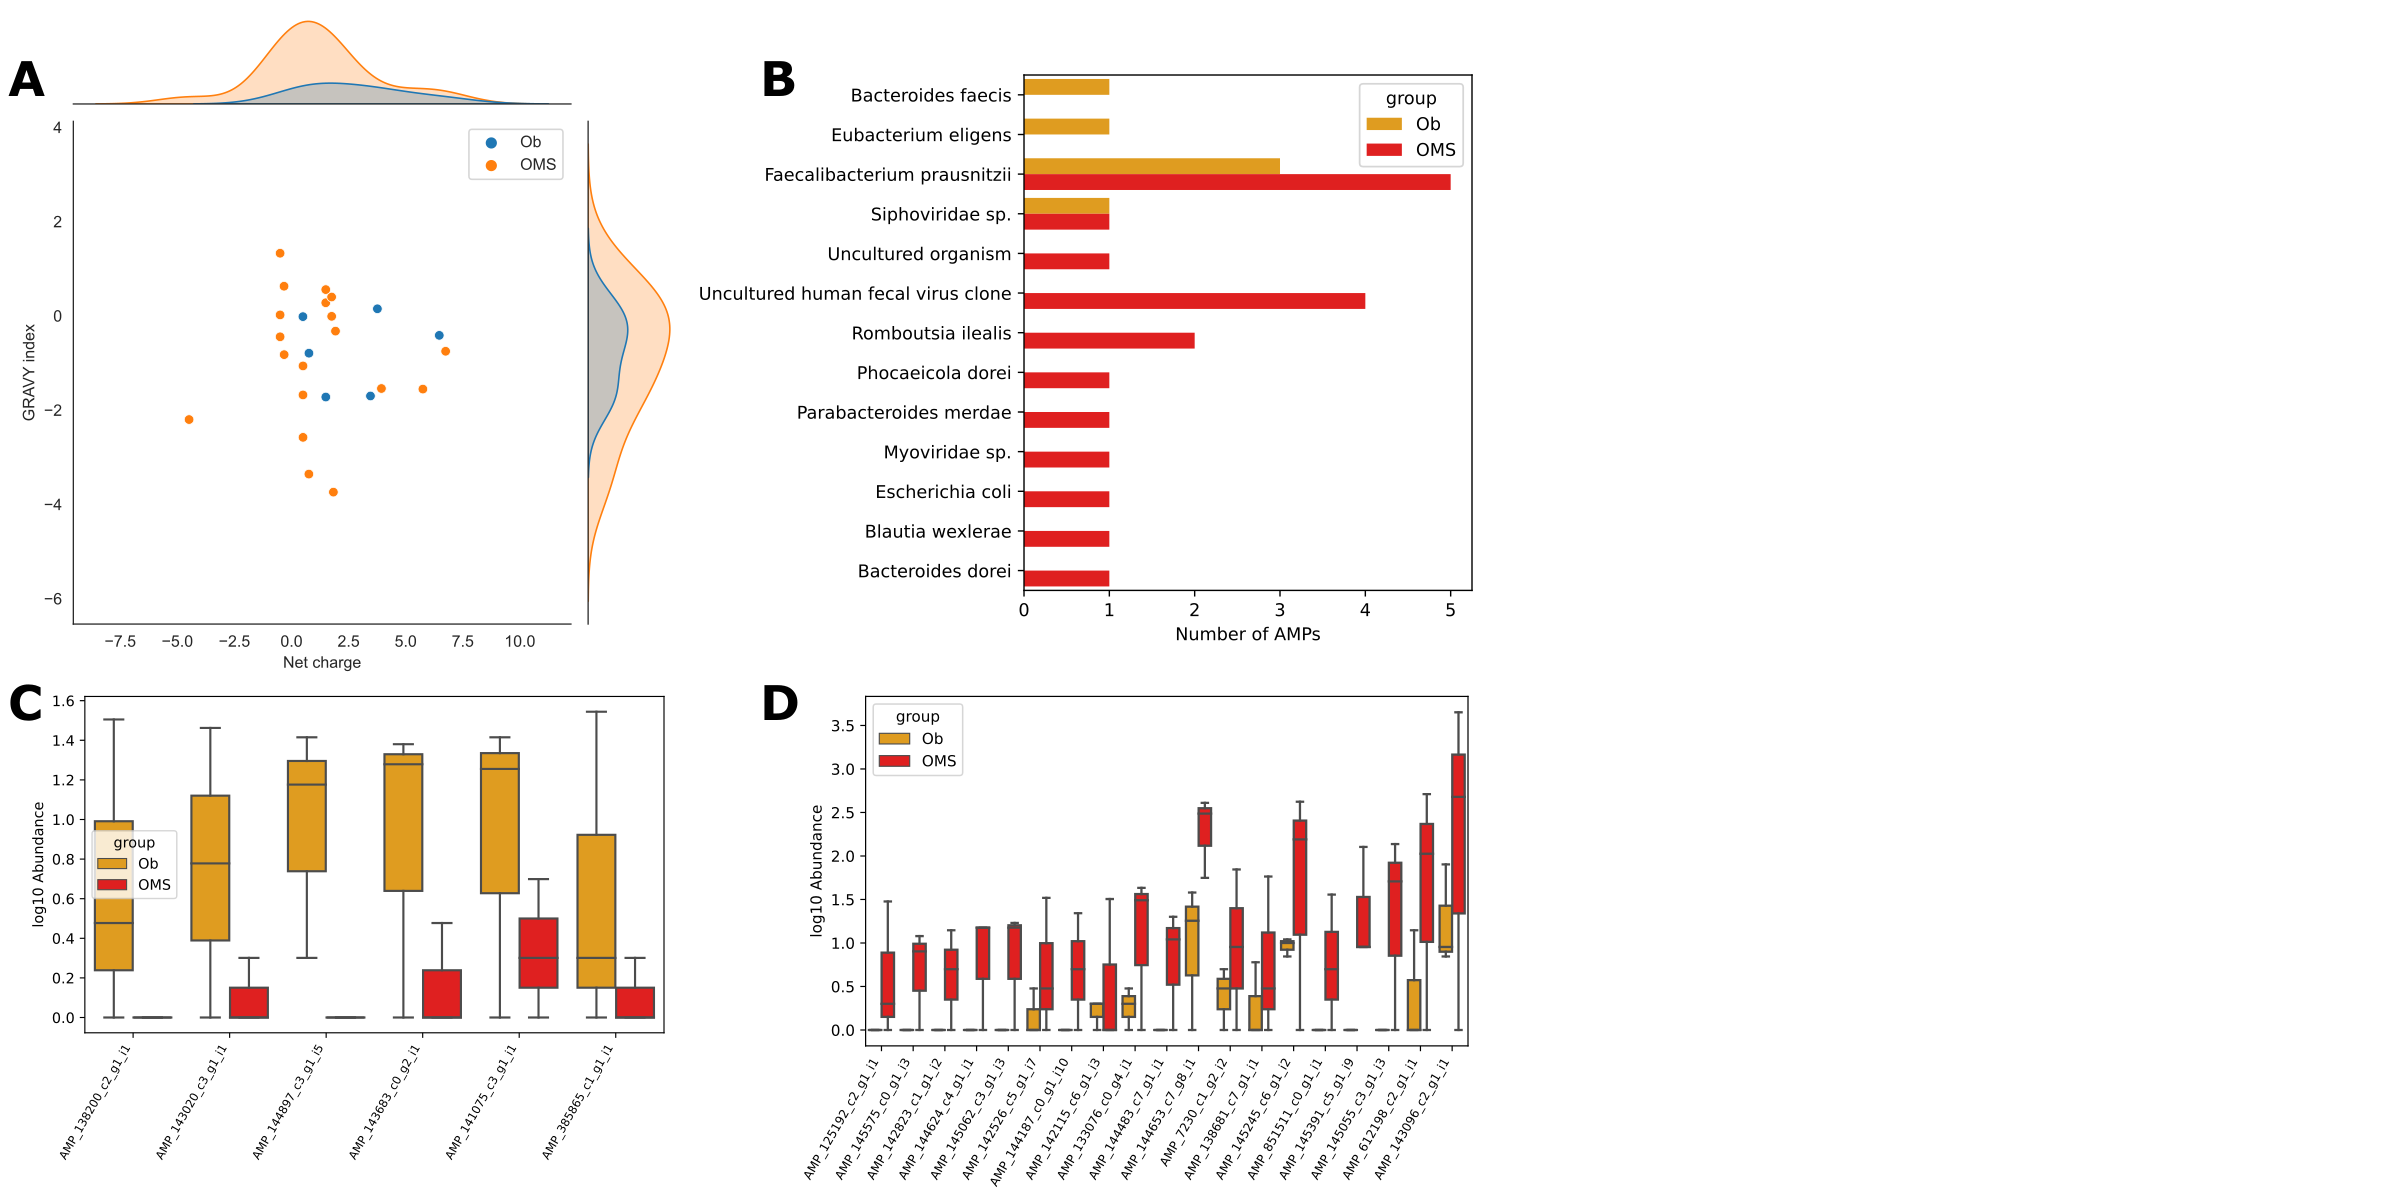 A
4
2
0
−2
−4
−6
GRAVY index
−7.5 −5.0 −2.5 0.0 2.5 5.0 7.5 10.0
Net charge
Ob
OMS
B
Bacteroides faecis
Eubacterium eligens
Faecalibacterium prausnitzii
Siphoviridae sp.
Uncultured organism
Uncultured human fecal virus clone
Romboutsia ilealis
Phocaeicola dorei
Parabacteroides merdae
Myoviridae sp.
Escherichia coli
Blautia wexlerae
Bacteroides dorei
0 1 2 3 4 5
Number of AMPs
group
Ob
OMS
C
1.6
1.4
1.2
1.0
0.8
0.6
0.4
0.2
0.0
log10 Abundance
group
Ob
OMS
AMP_138200_c2_g1_i1
AMP_143020_c3_g1_i1
AMP_144897_c3_g1_i5
AMP_143683_c0_g2_i1
AMP_141075_c3_g1_i1
AMP_385865_c1_g1_i1
D
3.5
3.0
2.5
2.0
1.5
1.0
0.5
0.0
log10 Abundance
group
Ob
OMS
AMP_125192_c2_g1_i1
AMP_145575_c0_g1_i3
AMP_142823_c1_g1_i2
AMP_144624_c4_g1_i1
AMP_145062_c3_g1_i3
AMP_142526_c5_g1_i7
AMP_144187_c0_g1_i10
AMP_142115_c6_g1_i3
AMP_133076_c0_g4_i1
AMP_144483_c7_g1_i1
AMP_144653_c7_g8_i1
AMP_7230_c1_g2_i2
AMP_138681_c7_g1_i1
AMP_145245_c6_g1_i2
AMP_851511_c0_g1_i1
AMP_145391_c5_g1_i9
AMP_145055_c3_g1_i3
AMP_612198_c2_g1_i1
AMP_143096_c2_g1_i1